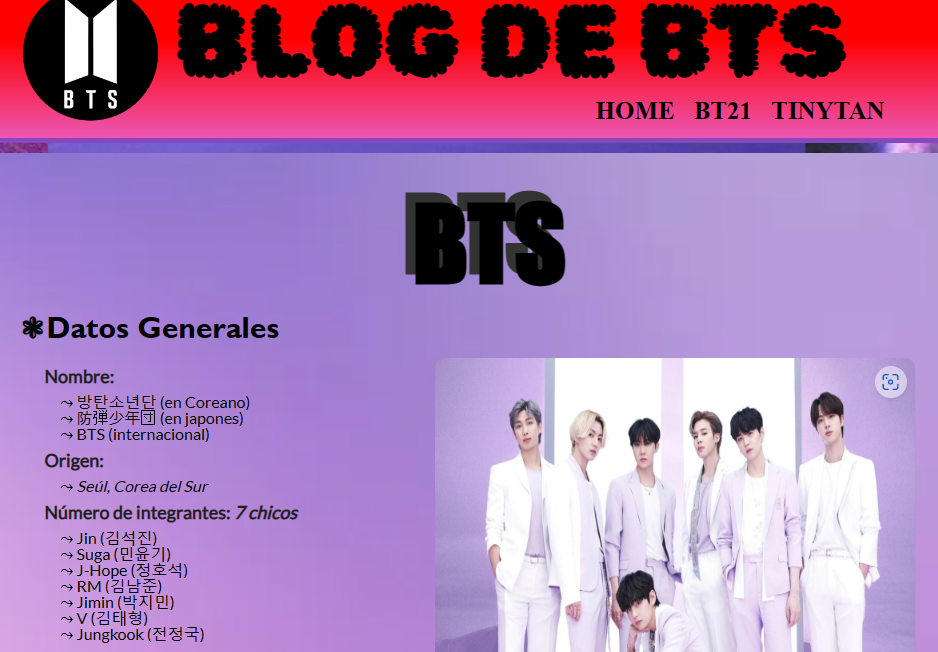 BLOG DE BTS
BTS
HOME BT21 TINYTAN
BTS
❃Datos Generales
Nombre:
⤳ 방탄소년단 (en Coreano)
⤳ 防弾少年団 (en japones)
⤳ BTS (internacional)
Origen:
⤳ Seúl, Corea del Sur
Número de integrantes: 7 chicos
⤳ Jin (김석진)
⤳ Suga (민윤기)
⤳ J-Hope (정호석)
⤳ RM (김남준)
⤳ Jimin (박지민)
⤳ V (김태형)
⤳ Jungkook (전정국)